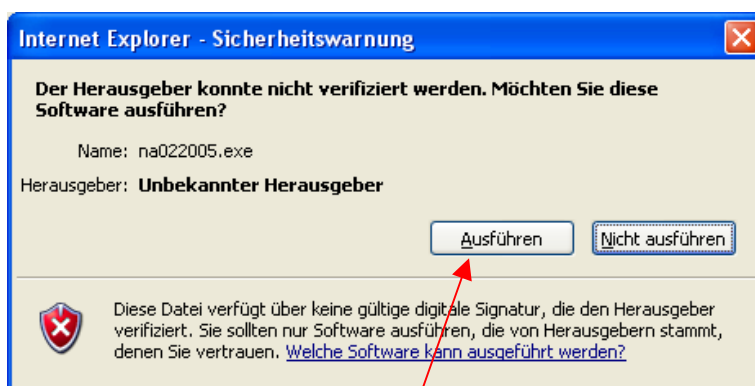 Internet Explorer - Sicherheitswarnung
Der Herausgeber konnte nicht verifiziert werden. Möchten Sie diese
Software ausführen?
Name: na022005.exe
Herausgeber: Unbekannter Herausgeber
Ausführen Nicht ausführen
Diese Datei verfügt über keine gültige digitale Signatur, die den Herausgeber
verifiziert. Sie sollten nur Software ausführen, die von Herausgebern stammt,
denen Sie vertrauen. Welche Software kann ausgeführt werden?